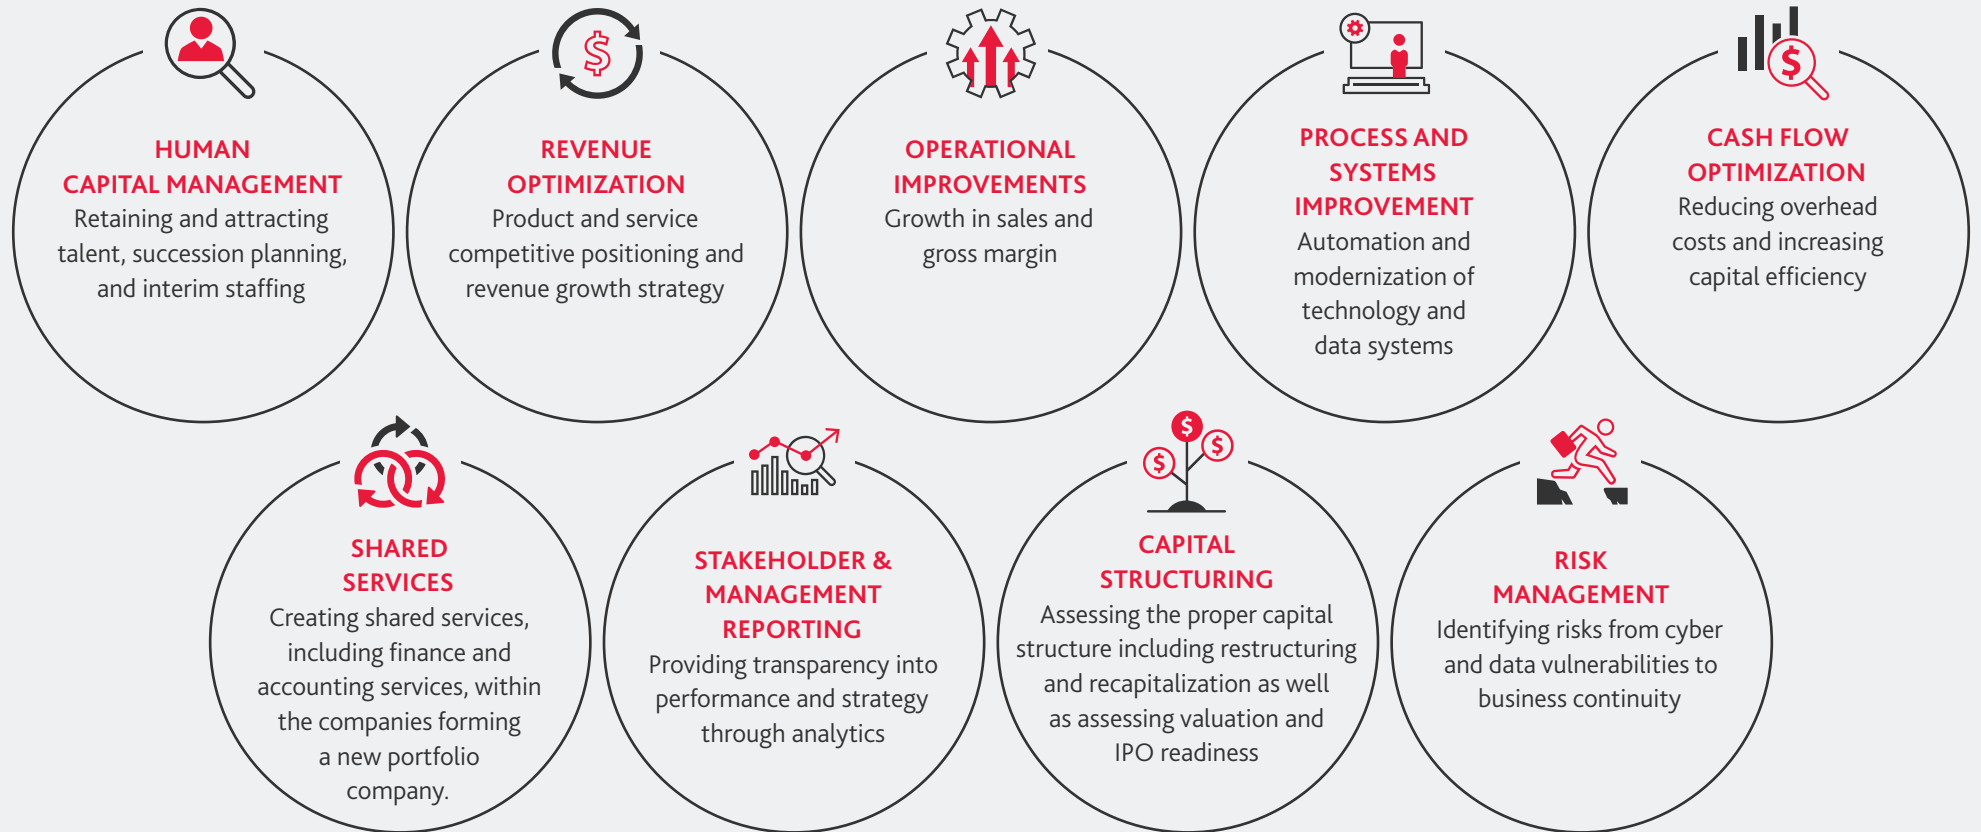 HUMAN
CAPITAL MANAGEMENT
Retaining and attracting
talent, succession planning,
and interim staffing
REVENUE
OPTIMIZATION
Product and service
competitive positioning and
revenue growth strategy
OPERATIONAL
IMPROVEMENTS
Growth in sales and
gross margin
PROCESS AND
SYSTEMS
IMPROVEMENT
Automation and
modernization of
technology and
data systems
CASH FLOW
OPTIMIZATION
Reducing overhead
costs and increasing
capital efficiency
SHARED
SERVICES
Creating shared services,
including finance and
accounting services, within
the companies forming
a new portfolio
company.
STAKEHOLDER &
MANAGEMENT
REPORTING
Providing transparency into
performance and strategy
through analytics
CAPITAL
STRUCTURING
Assessing the proper capital
structure including restructuring
and recapitalization as well
as assessing valuation and
IPO readiness
RISK
MANAGEMENT
Identifying risks from cyber
and data vulnerabilities to
business continuity